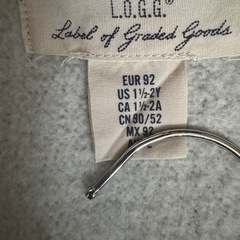 L.O.G.G.®
Label of Graded Goods
EUR 92
US 1½-2Y
CA 1½-2A
CN 90/52
MX 92